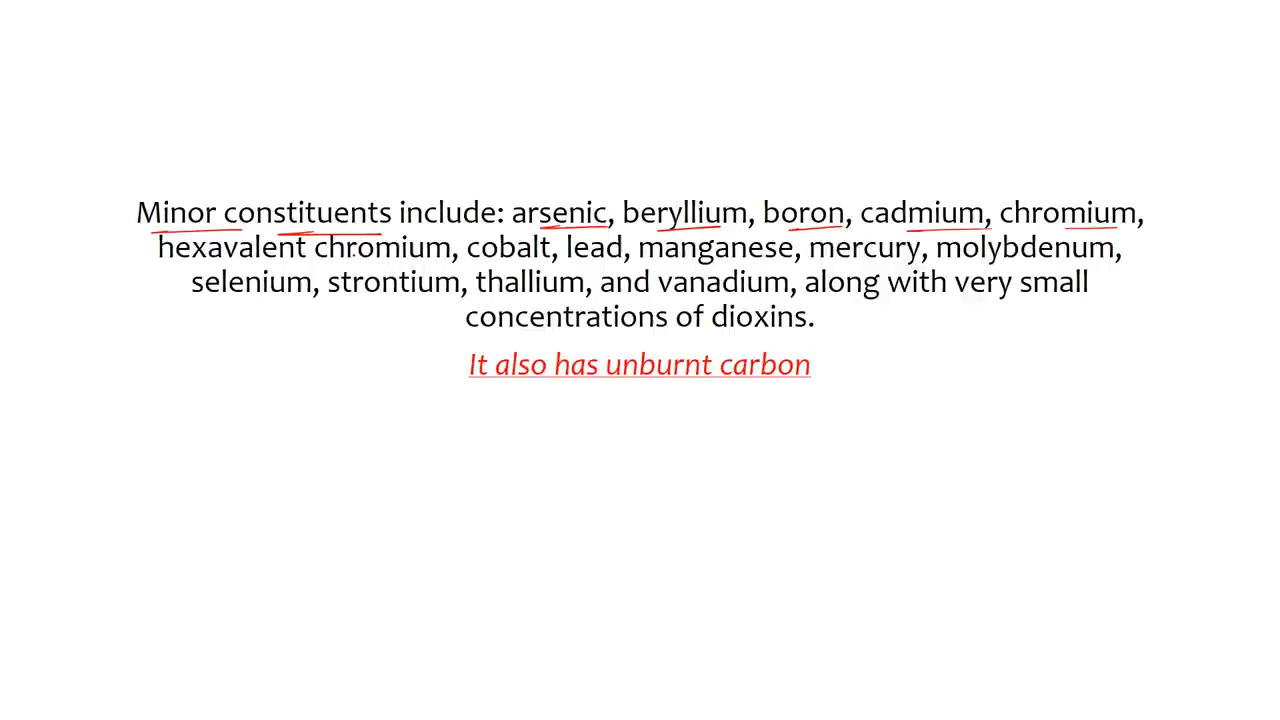 Minor constituents include: arsenic, beryllium, boron, cadmium, chromium,
hexavalent chromium, cobalt, lead, manganese, mercury, molybdenum,
selenium, strontium, thallium, and vanadium, along with very small
concentrations of dioxins.
It also has unburnt carbon